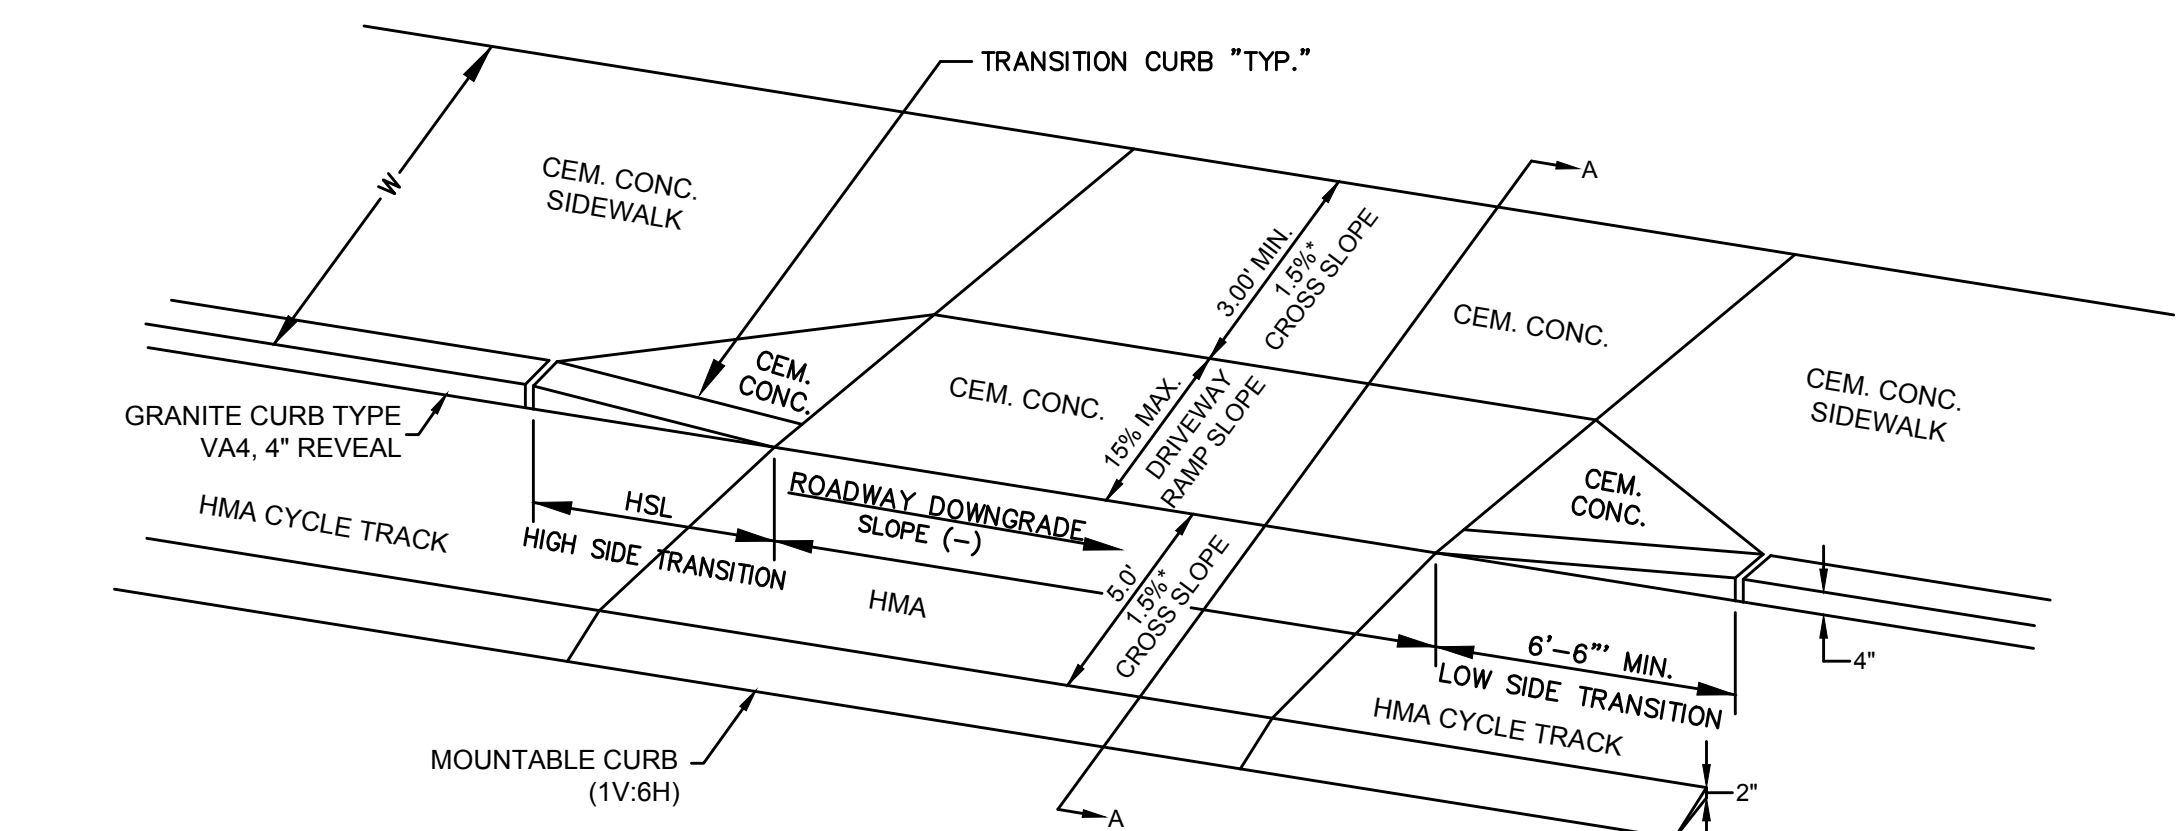 TRANSITION CURB "TYP."
A
CEM. CONC.
SIDEWALK
W
3.00' MIN.
1.5%*
CROSS SLOPE
CEM. CONC.
CEM.
CONC.
CEM. CONC.
15% MAX.
DRIVEWAY
RAMP SLOPE
CEM. CONC.
SIDEWALK
GRANITE CURB TYPE
VA4, 4" REVEAL
CEM.
CONC.
HMA CYCLE TRACK
HSL
HIGH SIDE TRANSITION
ROADWAY DOWNGRADE
SLOPE (-)
HMA
5.0'
1.5%*
CROSS SLOPE
6'-6"' MIN.
LOW SIDE TRANSITION
4"
HMA CYCLE TRACK
MOUNTABLE CURB
(1V:6H)
2"
A